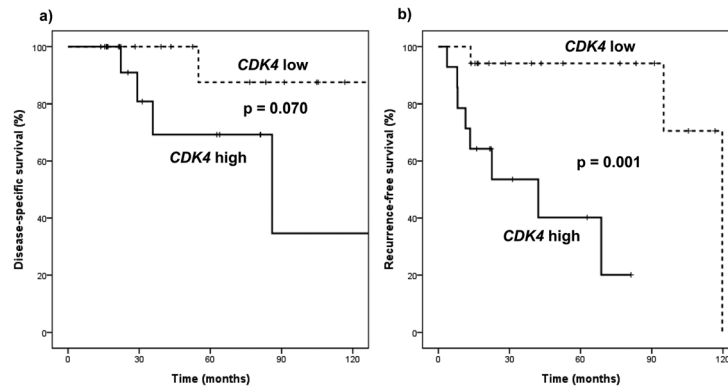 a)
100
80
60
40
20
0
Disease-specific survival (%)
CDK4 low
p = 0.070
CDK4 high
0 30 60 90 120
Time (months)
b)
100
80
60
40
20
0
Recurrence-free survival (%)
CDK4 low
p = 0.001
CDK4 high
0 30 60 90 120
Time (months)